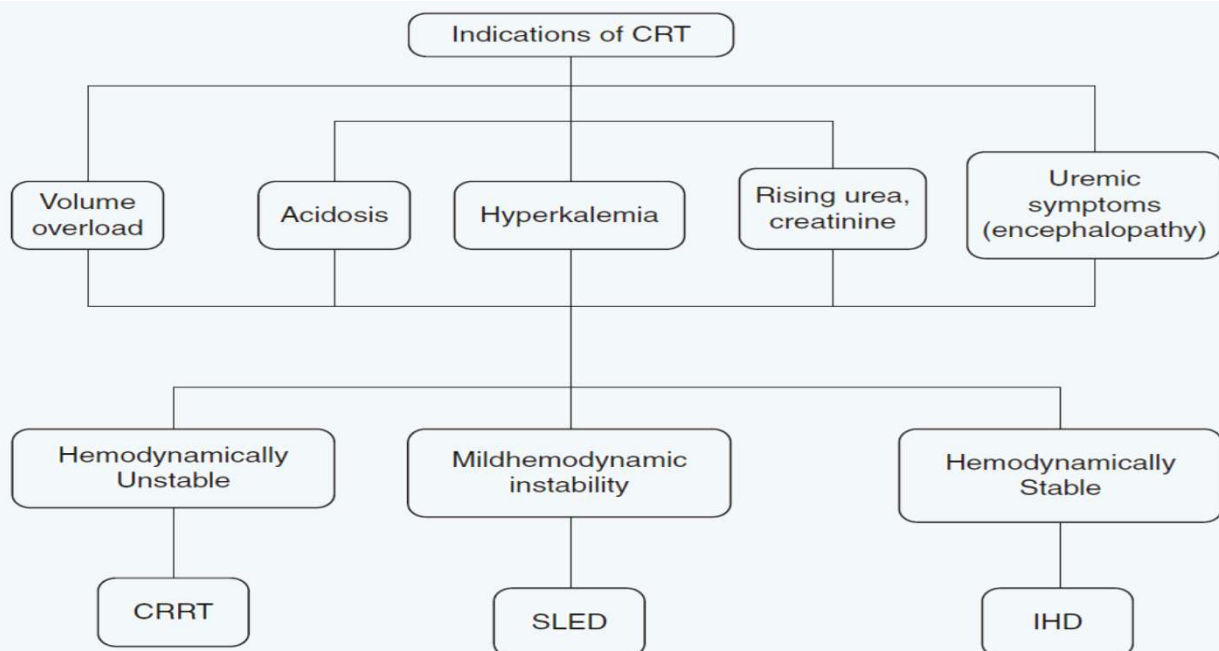 Indications of CRT
Volume
overload
Acidosis
Hyperkalemia
Rising urea,
creatinine
Uremic
symptoms
(encephalopathy)
Hemodynamically
Unstable
Mildhemodynamic
instability
Hemodynamically
Stable
CRRT
SLED
IHD